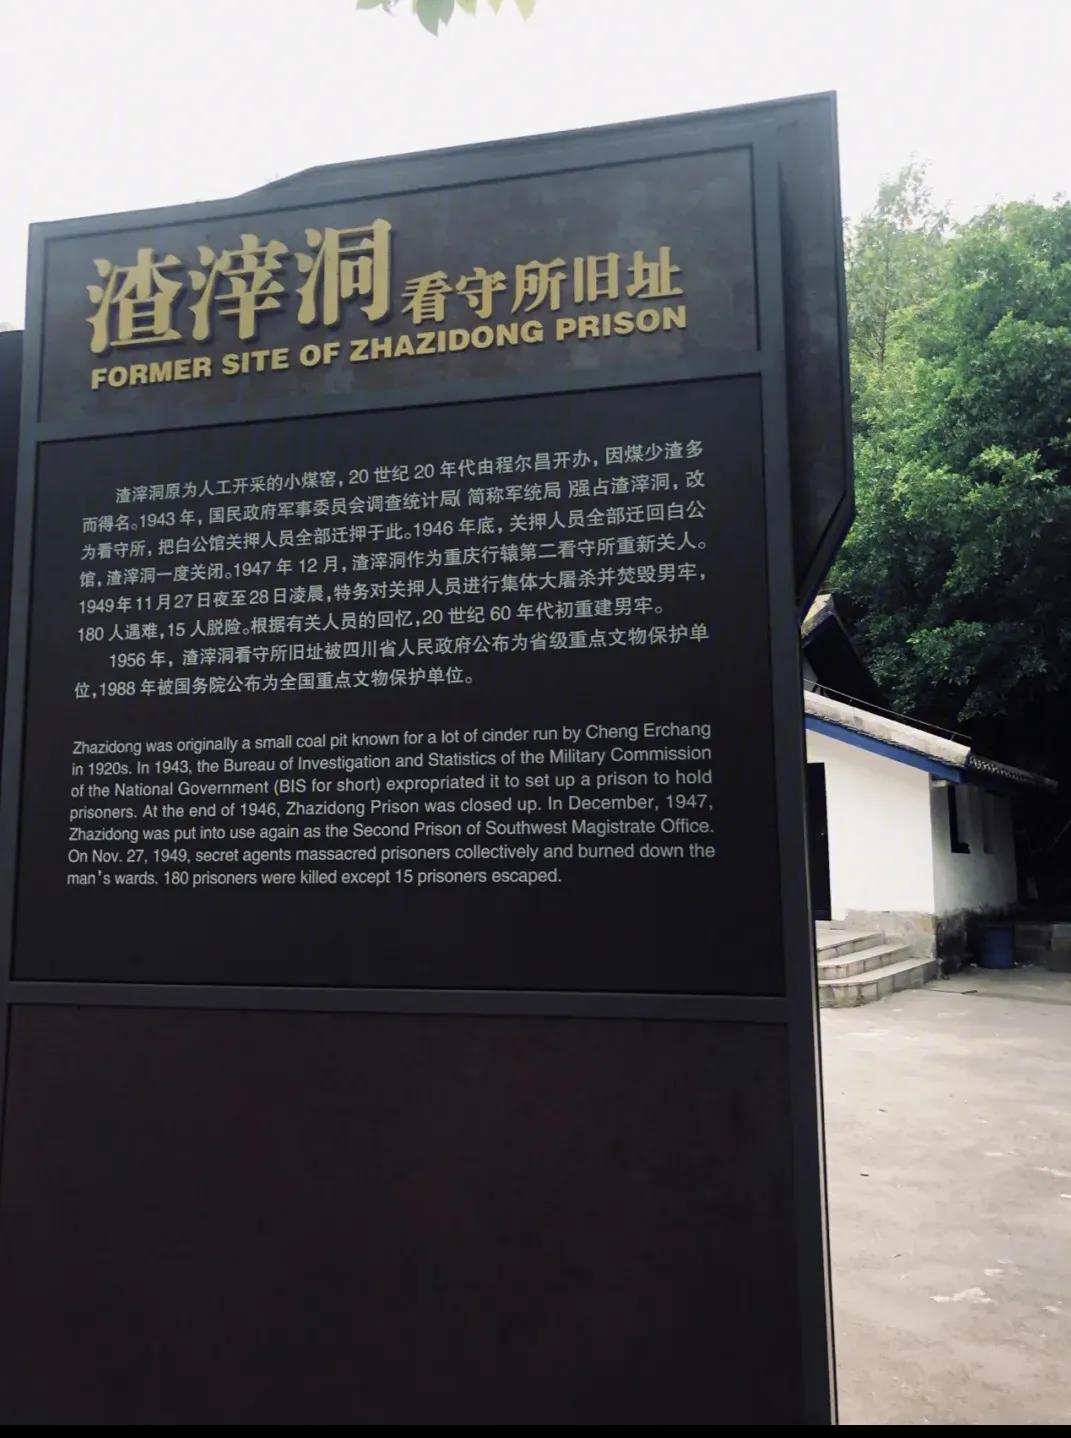 渣滓洞看守所旧址
FORMER SITE OF ZHAZIDONG PRISON
渣滓洞原为人工开采的小煤窑，20 世纪 20 年代由程尔昌开办，因煤少渣多
而得名。1943 年，国民政府军事委员会调查统计局( 简称军统局 )强占渣滓洞，改
为看守所，把白公馆关押人员全部迁押于此。1946 年底，关押人员全部迁回白公
馆，渣滓洞一度关闭。1947 年 12 月，渣滓洞作为重庆行辕第二看守所重新关人。
1949年11月27日夜至28日凌晨，特务对关押人员进行集体大屠杀并焚毁男牢，
180 人遇难，15 人脱险。根据有关人员的回忆，20 世纪 60 年代初重建男牢。
1956 年，渣滓洞看守所旧址被四川省人民政府公布为省级重点文物保护单
位，1988 年被国务院公布为全国重点文物保护单位。
Zhazidong was originally a small coal pit known for a lot of cinder run by Cheng Erchang
in 1920s. In 1943, the Bureau of Investigation and Statistics of the Military Commission
of the National Government (BIS for short) expropriated it to set up a prison to hold
prisoners. At the end of 1946, Zhazidong Prison was closed up. In December, 1947,
Zhazidong was put into use again as the Second Prison of Southwest Magistrate Office.
On Nov. 27, 1949, secret agents massacred prisoners collectively and burned down the
man's wards. 180 prisoners were killed except 15 prisoners escaped.